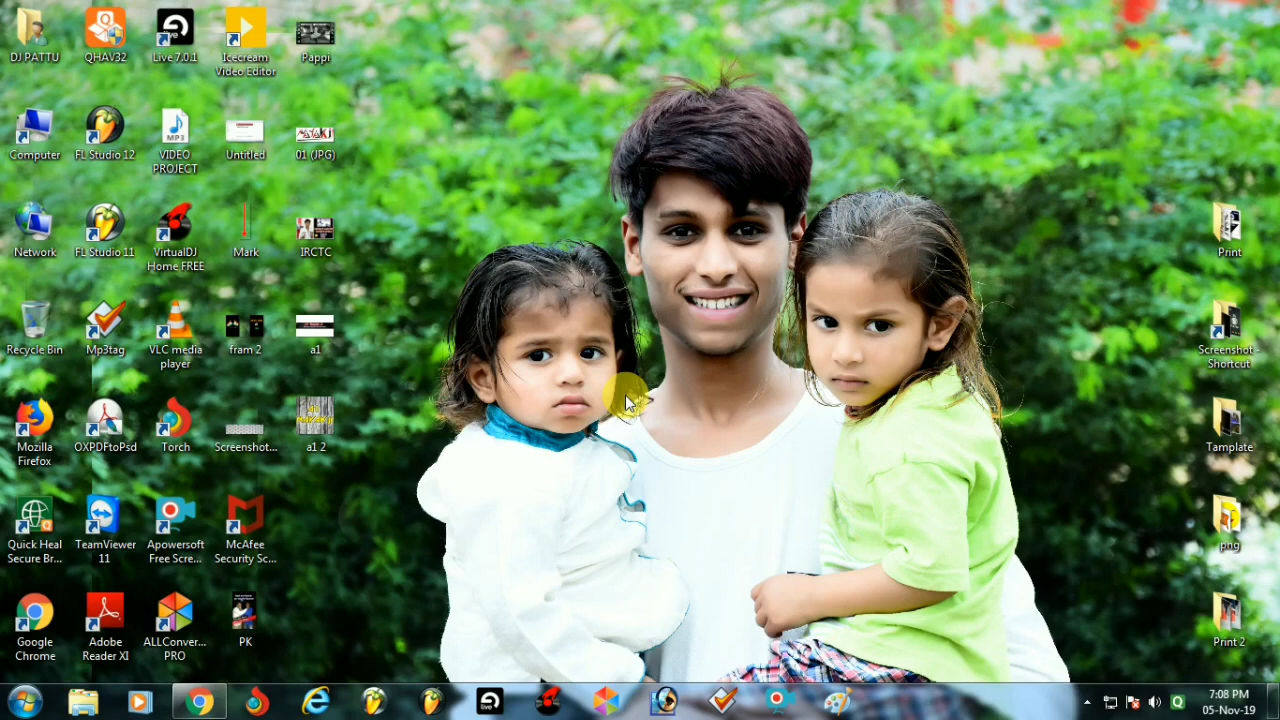 DJ PATTU
QHAV32
Live 7.0.1
Icecream
Video Editor
Pappi
Computer
FL Studio 12
VIDEO
PROJECT
Untitled
01 (JPG)
Network
FL Studio 11
VirtualDJ
Home FREE
Mark
IRCTC
Print
Recycle Bin
Mp3tag
VLC media
player
fram 2
a1
Screenshot -
Shortcut
Mozilla
Firefox
OXPDFtoPsd
Torch
Screenshot...
a1 2
Tamplate
Quick Heal
Secure Br...
TeamViewer
11
Apowersoft
Free Scre...
McAfee
Security Sc...
png
Google
Chrome
Adobe
Reader XI
ALLConver...
PRO
PK
Print 2
7:08 PM
05-Nov-19